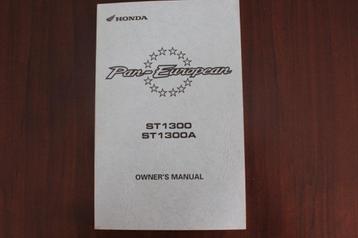 HONDA
Pan-European
ST1300
ST1300A
OWNER'S MANUAL